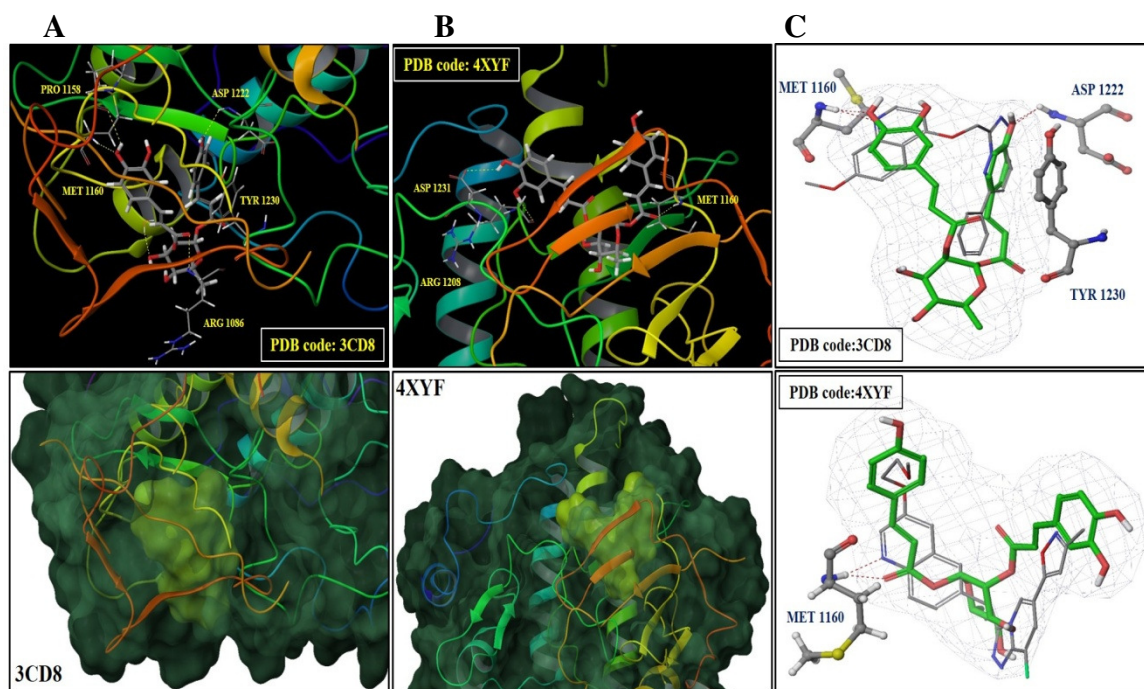 A
B
C
PRO 1158
ASP 1222
MET 1160
TYR 1230
ARG 1086
PDB code: 3CD8
PDB code: 4XYF
ASP 1231
MET 1160
ARG 1208
MET 1160
ASP 1222
TYR 1230
PDB code:3CD8
3CD8
4XYF
PDB code:4XYF
MET 1160